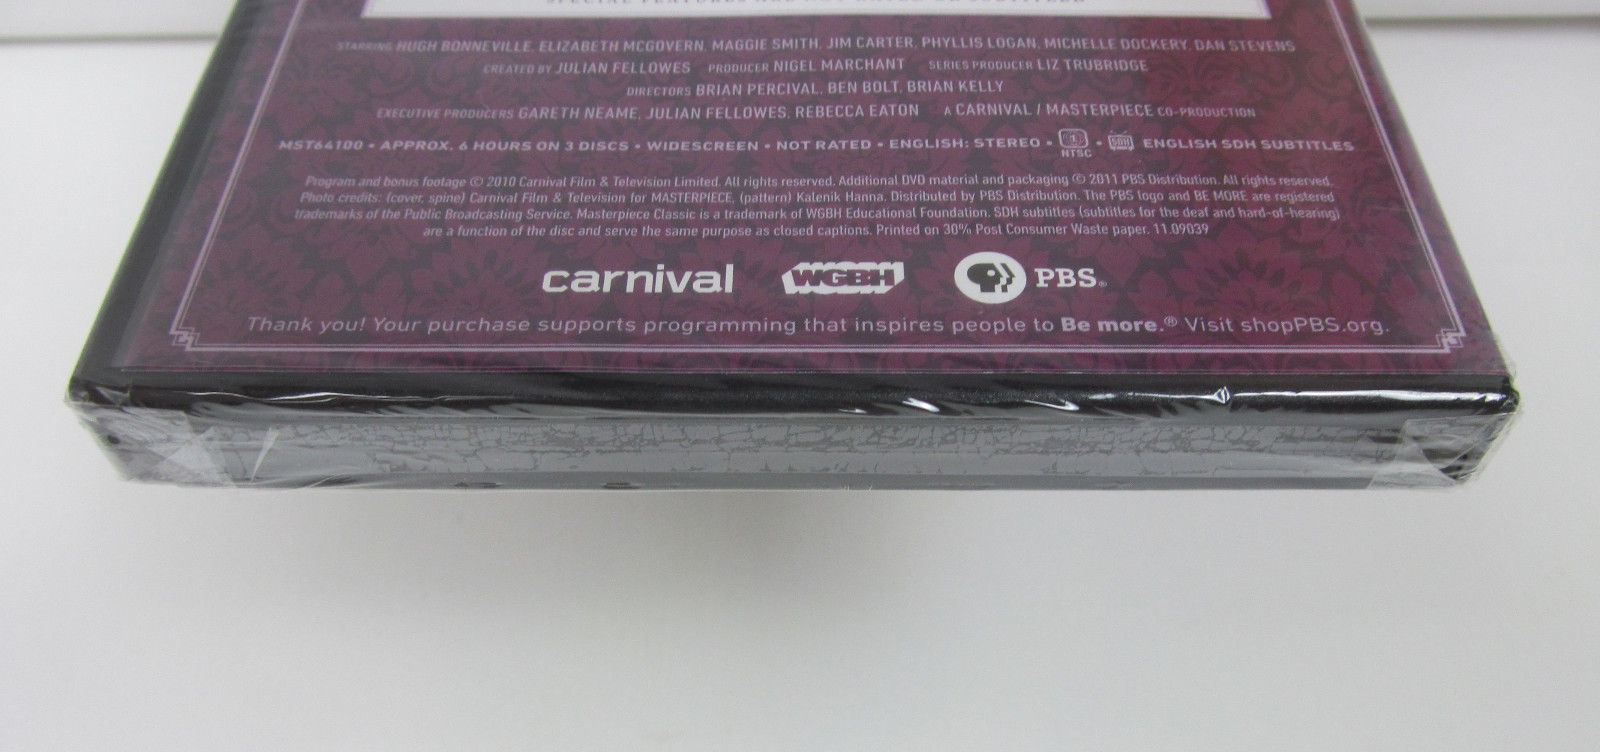 SPECIAL FEATURES ARE NOT RATED OR SUBTITLED
STARRING HUGH BONNEVILLE, ELIZABETH MCGOVERN, MAGGIE SMITH, JIM CARTER, PHYLLIS LOGAN, MICHELLE DOCKERY, DAN STEVENS
CREATED BY JULIAN FELLOWES PRODUCER NIGEL MARCHANT SERIES PRODUCER LIZ TRUBRIDGE
DIRECTORS BRIAN PERCIVAL, BEN BOLT, BRIAN KELLY
EXECUTIVE PRODUCERS GARETH NEAME, JULIAN FELLOWES, REBECCA EATON A CARNIVAL / MASTERPIECE CO-PRODUCTION
MST64100 • APPROX. 6 HOURS ON 3 DISCS • WIDESCREEN • NOT RATED • ENGLISH: STEREO • 1 NTSC • SDH ENGLISH SDH SUBTITLES
Program and bonus footage © 2010 Carnival Film & Television Limited. All rights reserved. Additional DVD material and packaging © 2011 PBS Distribution. All rights reserved.
Photo credits: (cover, spine) Carnival Film & Television for MASTERPIECE, (pattern) Kalenik Hanna. Distributed by PBS Distribution. The PBS logo and BE MORE are registered
trademarks of the Public Broadcasting Service. Masterpiece Classic is a trademark of WGBH Educational Foundation. SDH subtitles (subtitles for the deaf and hard-of-hearing)
are a function of the disc and serve the same purpose as closed captions. Printed on 30% Post Consumer Waste paper. 11.09039
carnival WGBH PBS®
Thank you! Your purchase supports programming that inspires people to Be more.® Visit shopPBS.org.